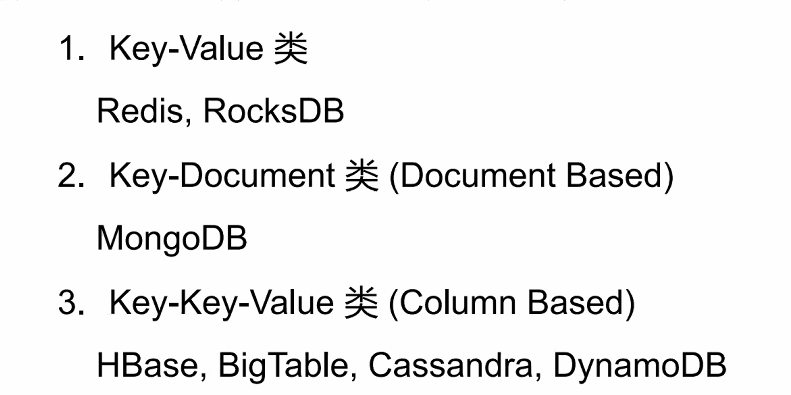 1. Key-Value 类
Redis, RocksDB
2. Key-Document 类 (Document Based)
MongoDB
3. Key-Key-Value 类 (Column Based)
HBase, BigTable, Cassandra, DynamoDB